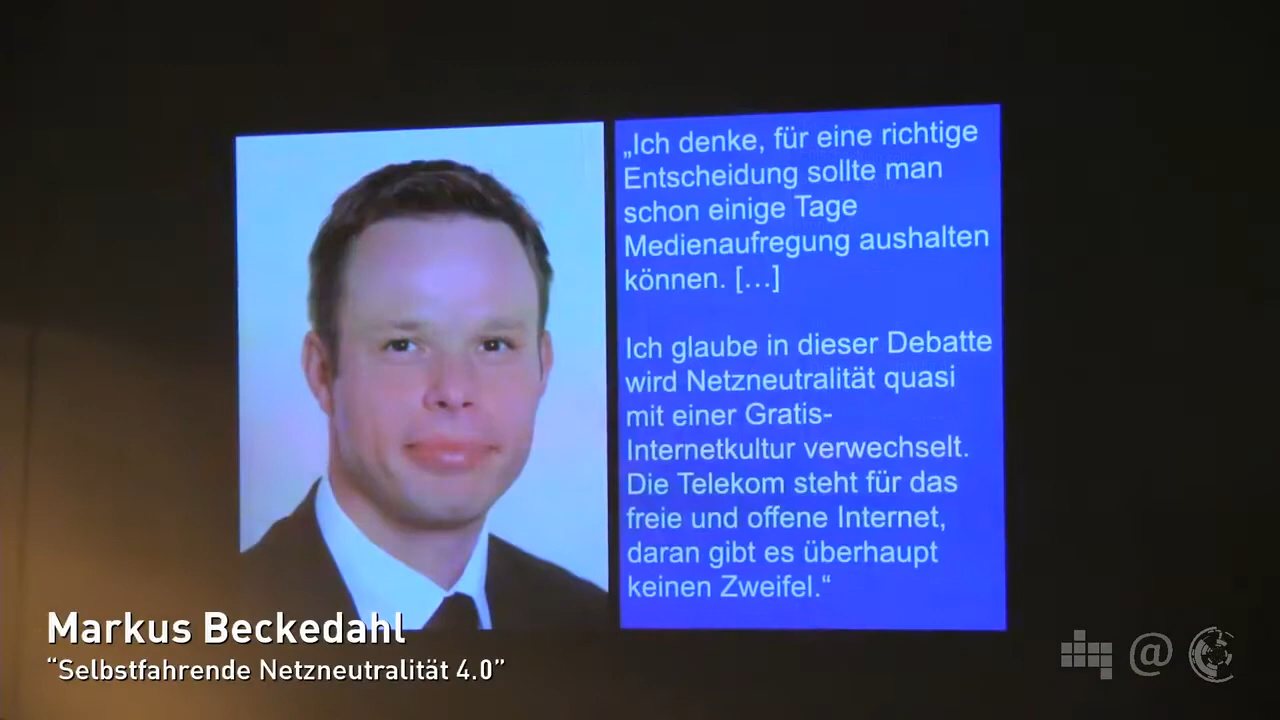 „Ich denke, für eine richtige
Entscheidung sollte man
schon einige Tage
Medienaufregung aushalten
können. […]
Ich glaube in dieser Debatte
wird Netzneutralität quasi
mit einer Gratis-
Internetkultur verwechselt.
Die Telekom steht für das
freie und offene Internet,
daran gibt es überhaupt
keinen Zweifel.“
Markus Beckedahl
“Selbstfahrende Netzneutralität 4.0”
@